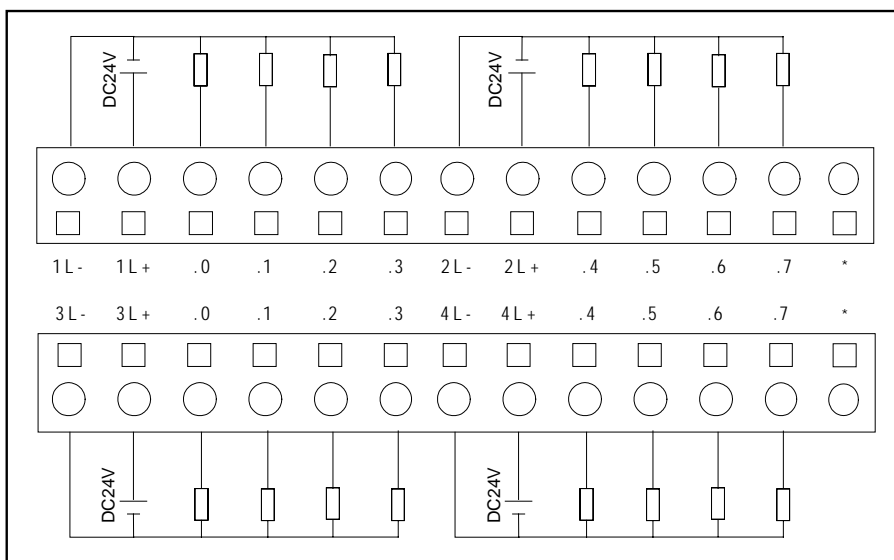 DC24V DC24V
1L- 1L+ .0 .1 .2 .3 2L- 2L+ .4 .5 .6 .7 *
3L- 3L+ .0 .1 .2 .3 4L- 4L+ .4 .5 .6 .7 *
DC24V DC24V